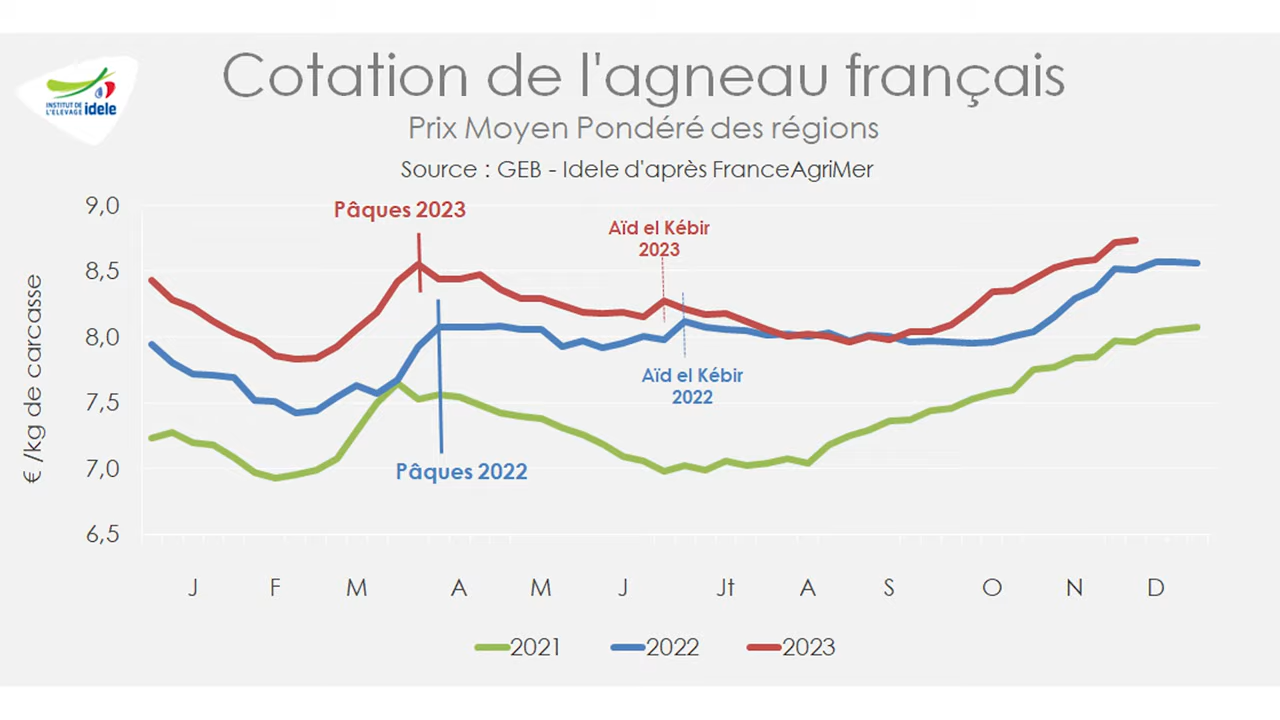 Cotation de l'agneau français
INSTITUT DE
L'ELEVAGE idele
Prix Moyen Pondéré des régions
Source : GEB - Idele d'après FranceAgriMer
€ /kg de carcasse
9,0
8,5
8,0
7,5
7,0
6,5
Pâques 2023
Aïd el Kébir
2023
Aïd el Kébir
2022
Pâques 2022
J F M A M J Jt A S O N D
2021 2022 2023